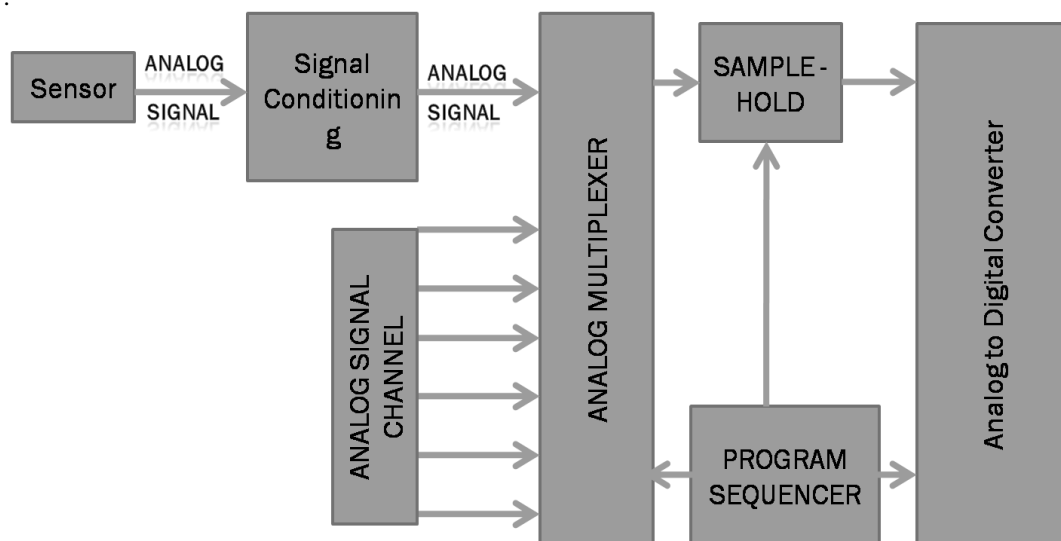 .
Sensor
ANALOG
SIGNAL
Signal
Conditionin
g
ANALOG
SIGNAL
ANALOG MULTIPLEXER
SAMPLE -
HOLD
Analog to Digital Converter
ANALOG SIGNAL
CHANNEL
PROGRAM
SEQUENCER